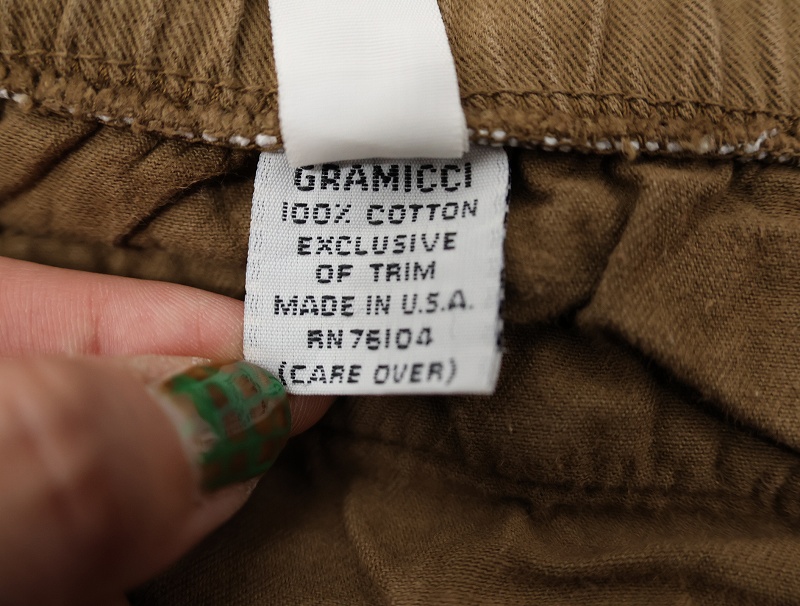 GRAMICCI
100% COTTON
EXCLUSIVE
OF TRIM
MADE IN U.S.A.
RN 76104
(CARE OVER)